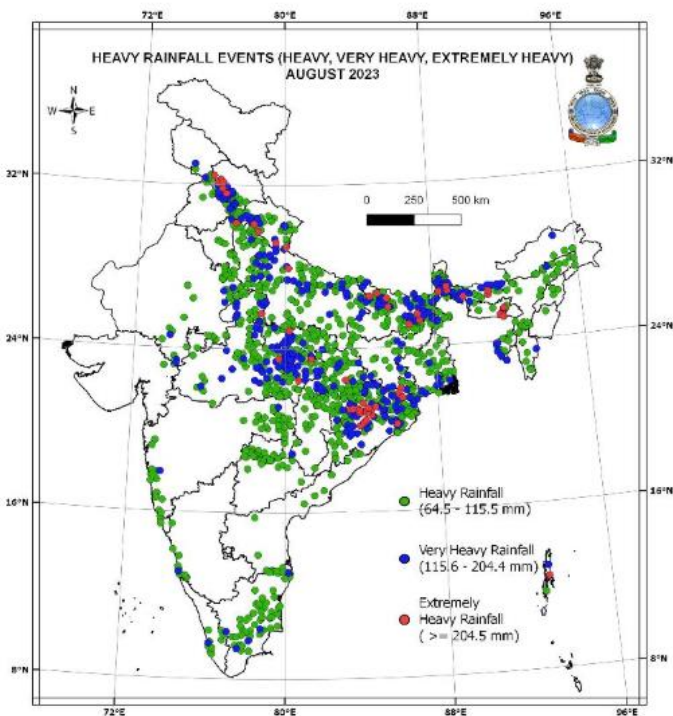 72°E 80°E 88°E 96°E
HEAVY RAINFALL EVENTS (HEAVY, VERY HEAVY, EXTREMELY HEAVY)
AUGUST 2023
N
W E
S
32°N 32°N
0 250 500 km
24°N 24°N
16°N 16°N
Heavy Rainfall
(64.5 - 115.5 mm)
Very Heavy Rainfall
(115.6 - 204.4 mm)
Extremely
Heavy Rainfall
( >= 204.5 mm)
8°N 8°N
72°E 80°E 88°E 96°E